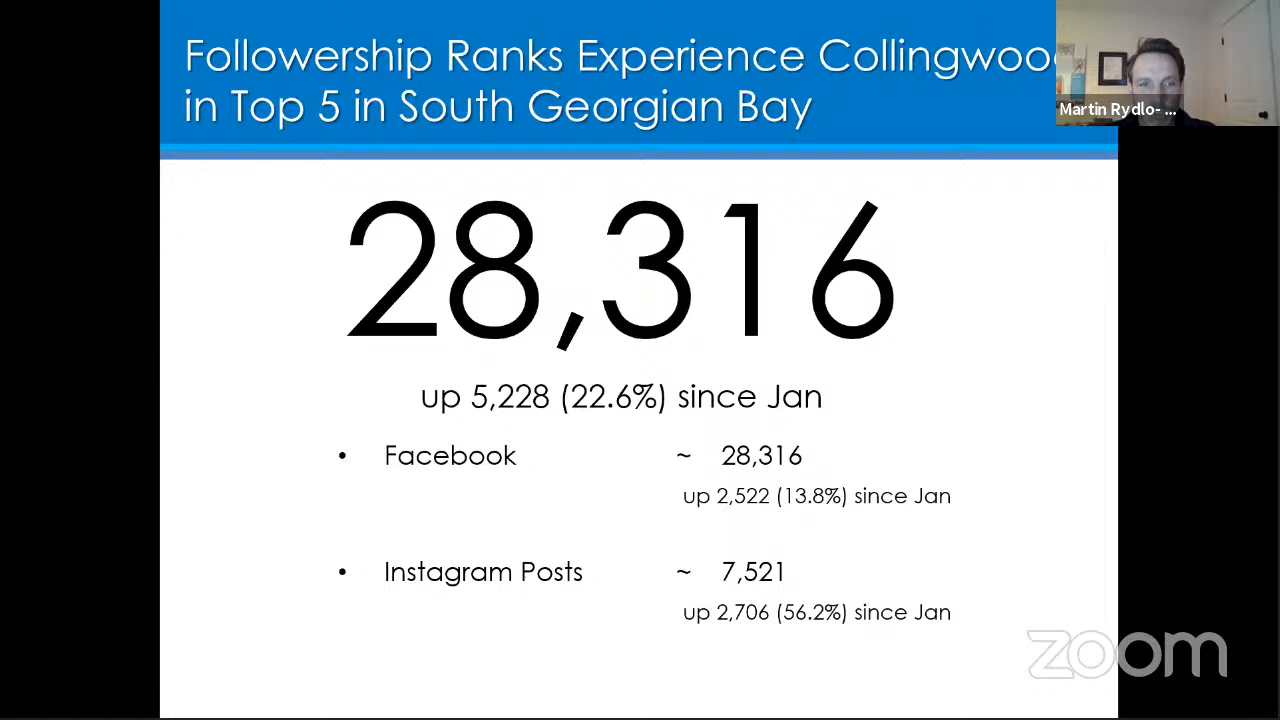 Followership Ranks Experience Collingwoo
in Top 5 in South Georgian Bay
Martin Rydlo- ...
28,316
up 5,228 (22.6%) since Jan
• Facebook ~ 28,316
up 2,522 (13.8%) since Jan
• Instagram Posts ~ 7,521
up 2,706 (56.2%) since Jan
zoom